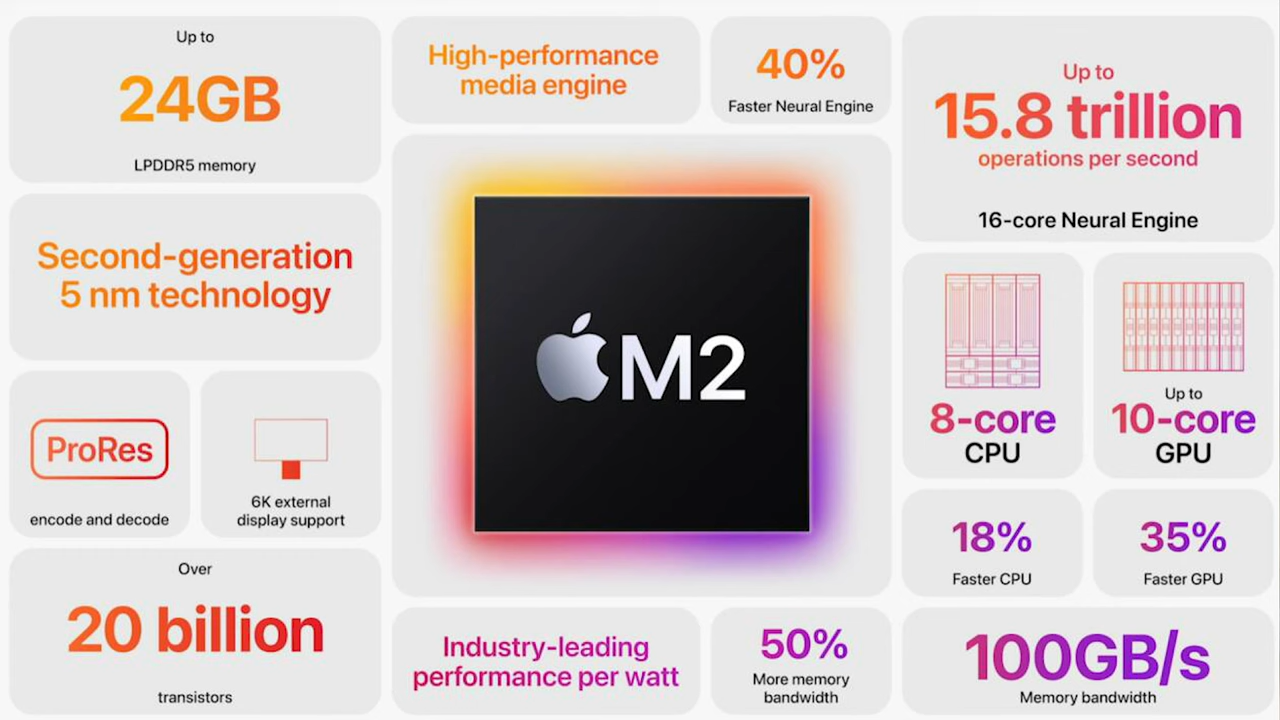 Up to
24GB
LPDDR5 memory
Second-generation
5 nm technology
ProRes
encode and decode
6K external
display support
Over
20 billion
transistors
High-performance
media engine
40%
Faster Neural Engine
M2
Industry-leading
performance per watt
50%
More memory
bandwidth
Up to
15.8 trillion
operations per second
16-core Neural Engine
8-core
CPU
Up to
10-core
GPU
18%
Faster CPU
35%
Faster GPU
100GB/s
Memory bandwidth